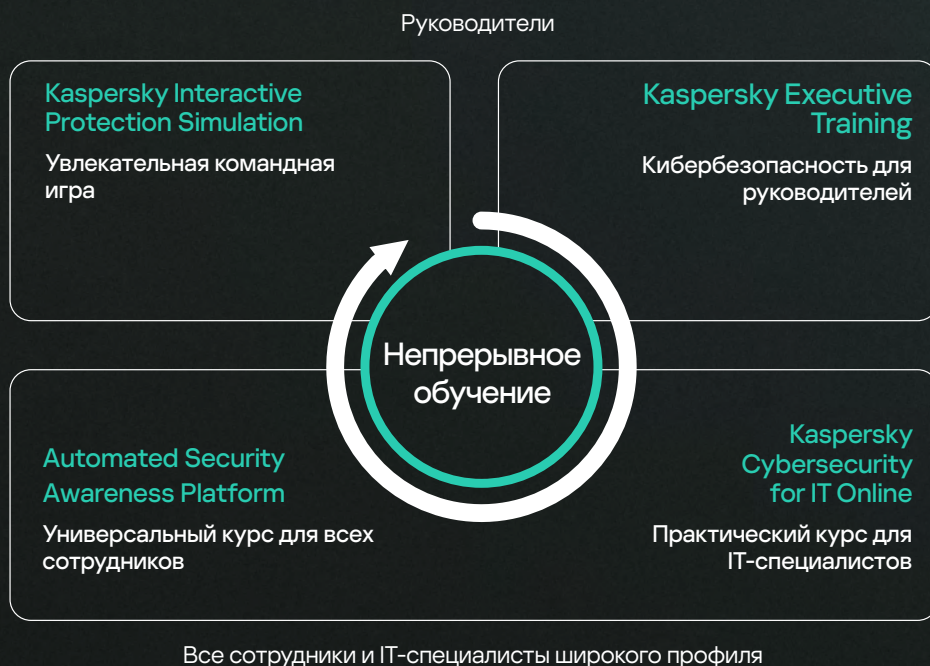 Руководители
Kaspersky Interactive
Protection Simulation
Увлекательная командная
игра
Kaspersky Executive
Training
Кибербезопасность для
руководителей
Непрерывное
обучение
Automated Security
Awareness Platform
Универсальный курс для всех
сотрудников
Kaspersky
Cybersecurity
for IT Online
Практический курс для
IT-специалистов
Все сотрудники и IT-специалисты широкого профиля